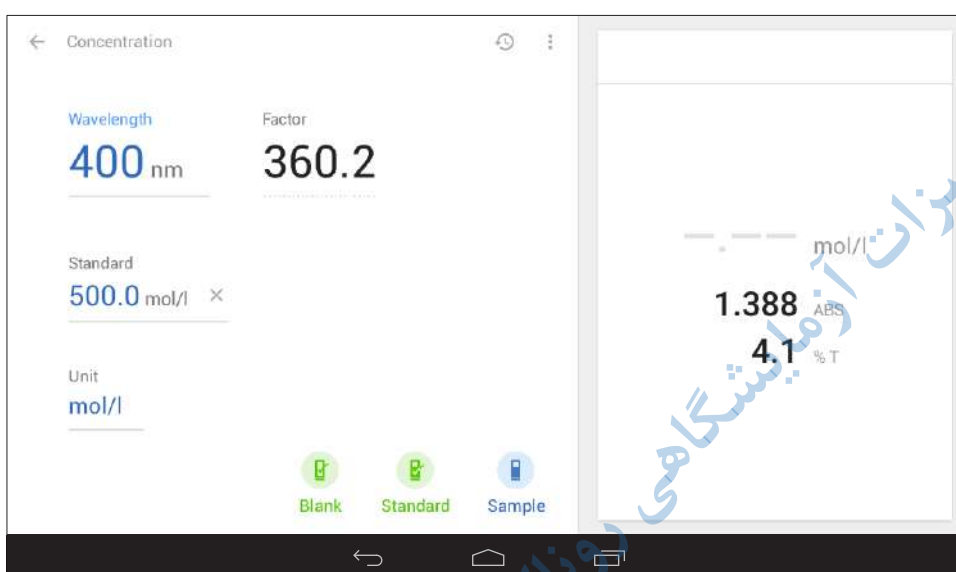 Concentration
Wavelength
Factor
400 nm
360.2
Standard
500.0 mol/l ×
Unit
mol/l
Blank
Standard
Sample
-.-- mol/l
1.388 ABS
4.1 % T
آزمایشگاهی